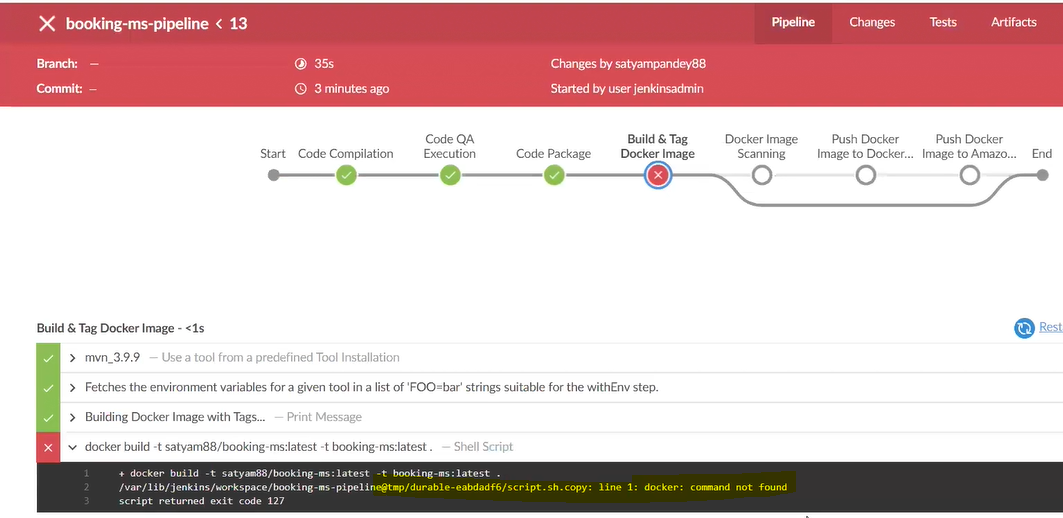 booking-ms-pipeline < 13
Pipeline Changes Tests Artifacts
Branch: —
35s
Changes by satyampandey88
Commit: —
3 minutes ago
Started by user jenkinsadmin
Start
Code Compilation
Code QA
Execution
Code Package
Build & Tag
Docker Image
Docker Image
Scanning
Push Docker
Image to Docker...
Push Docker
Image to Amazo...
End
Build & Tag Docker Image - <1s
Rest
mvn_3.9.9 — Use a tool from a predefined Tool Installation
Fetches the environment variables for a given tool in a list of 'FOO=bar' strings suitable for the withEnv step.
Building Docker Image with Tags... — Print Message
docker build -t satyam88/booking-ms:latest -t booking-ms:latest . — Shell Script
1 + docker build -t satyam88/booking-ms:latest -t booking-ms:latest .
2 /var/lib/jenkins/workspace/booking-ms-pipeline@tmp/durable-eabdadf6/script.sh.copy: line 1: docker: command not found
3 script returned exit code 127